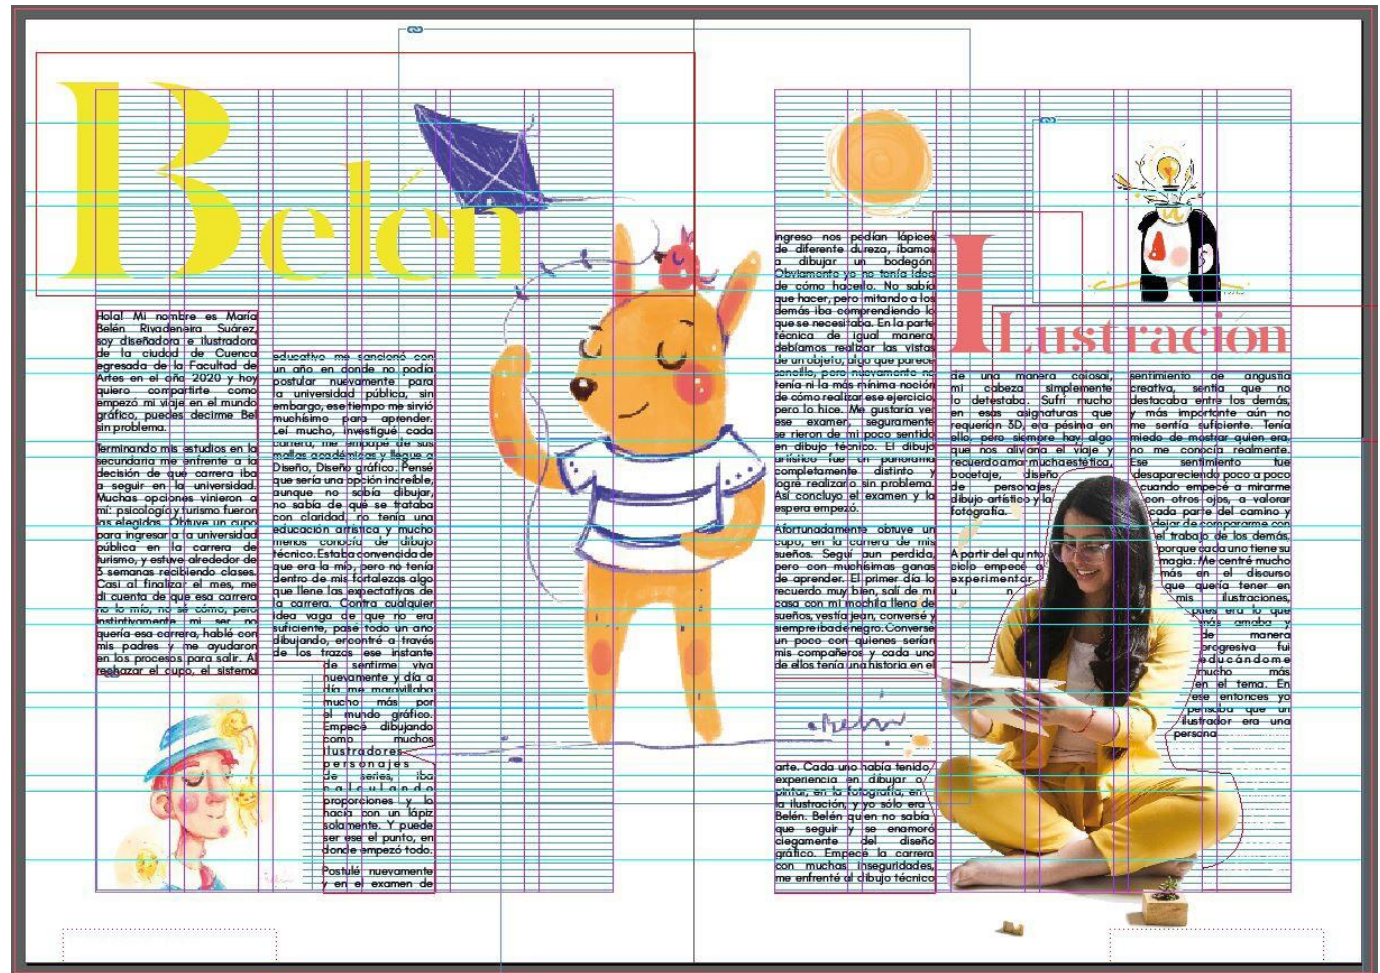 Belén
Hola! Mi nombre es María
Belén Rivadeneira Suárez,
soy diseñadora e ilustradora
de la ciudad de Cuenca
egresada de la Facultad de
Artes en el año 2020 y hoy
quiero compartirte como
empezó mi viaje en el mundo
gráfico, puedes decirme Bel
sin problema.
Terminando mis estudios en la
secundaria me enfrente a la
decisión de qué carrera iba
a seguir en la universidad.
Muchas opciones vinieron a
mí: psicología y turismo fueron
las elegidas. Obtuve un cupo
para ingresar a la universidad
pública en la carrera de
turismo, y estuve alrededor de
3 semanas recibiendo clases.
Casi al finalizar el mes, me
di cuenta de que esa carrera
no lo mío, no sé cómo, pero
instintivamente mi ser no
quería esa carrera, hablé con
mis padres y me ayudaron
en los procesos para salir. Al
rechazar el cupo, el sistema
educativo me sancionó con
un año en donde no podía
postular nuevamente para
la universidad pública, sin
embargo, ese tiempo me sirvió
muchísimo para aprender.
Leí mucho, investigué cada
carrera, me empapé de sus
mallas académicas y llegue a
Diseño, Diseño gráfico. Pensé
que sería una opción increíble,
aunque no sabía dibujar,
no sabía de qué se trataba
con claridad, no tenía una
educación artística y mucho
menos conocía de dibujo
técnico. Estaba convencida de
que era la mío, pero no tenía
dentro de mis fortalezas algo
que llene las expectativas de
la carrera. Contra cualquier
idea vaga de que no era
suficiente, pasé todo un año
dibujando, encontré a través
de los trazos ese instante
de sentirme viva
nuevamente y día a
día me maravillaba
mucho más por
el mundo gráfico.
Empecé dibujando
como muchos
ilustradores
personajes
de series, iba
calculando
proporciones y lo
hacía con un lápiz
solamente. Y puede
ser ese el punto, en
donde empezó todo.
Postulé nuevamente
y en el examen de
ingreso nos pedían lápices
de diferente dureza, íbamos
a dibujar un bodegón.
Obviamente yo no tenía idea
de cómo hacerlo. No sabía
que hacer, pero mitando a los
demás iba comprendiendo lo
que se necesitaba. En la parte
técnica de igual manera,
debíamos realizar las vistas
de un objeto, algo que parece
sencillo, pero nuevamente no
tenía ni la más mínima noción
de cómo realizar ese ejercicio,
pero lo hice. Me gustaría ver
ese examen, seguramente
se rieron de mi poco sentido
en dibujo técnico. El dibujo
artístico fue un panorama
completamente distinto y
logré realizarlo sin problema.
Así concluyo el examen y la
espera empezó.
Afortunadamente obtuve un
cupo, en la carrera de mis
sueños. Seguí aun perdida,
pero con muchísimas ganas
de aprender. El primer día lo
recuerdo muy bien, salí de mi
casa con mi mochila llena de
sueños, vestía jean, conversé y
siempre iba de negro. Conversé
un poco con quienes serían
mis compañeros y cada uno
de ellos tenía una historia en el
arte. Cada uno había tenido
experiencia en dibujar o
pintar, en la fotografía, en
la ilustración, y yo sólo era
Belén. Belén quien no sabía
que seguir y se enamoró
ciegamente del diseño
gráfico. Empecé la carrera
con muchas inseguridades,
me enfrenté al dibujo técnico
ILustración
de una manera colosal,
mi cabeza simplemente
lo detestaba. Sufrí mucho
en esas asignaturas que
requerían 3D, era pésima en
ello, pero siempre hay algo
que nos aliviana el viaje y
recuerdo amar mucha estética,
bocetaje, diseño
de personajes,
dibujo artístico y la
fotografía.
A partir del quinto
ciclo empecé a
experimentar
un
sentimiento de angustia
creativa, sentía que no
destacaba entre los demás,
y más importante aún no
me sentía suficiente. Tenía
miedo de mostrar quien era,
no me conocía realmente.
Ese sentimiento fue
desapareciendo poco a poco
cuando empecé a mirarme
con otros ojos, a valorar
cada parte del camino y
dejar de compararme con
el trabajo de los demás,
porque cada uno tiene su
magia. Me centré mucho
más en el discurso
que quería tener en
mis ilustraciones,
pues era lo que
más amaba y
de manera
progresiva fui
educándome
mucho más
en el tema. En
ese entonces yo
pensaba que un
ilustrador era una
persona